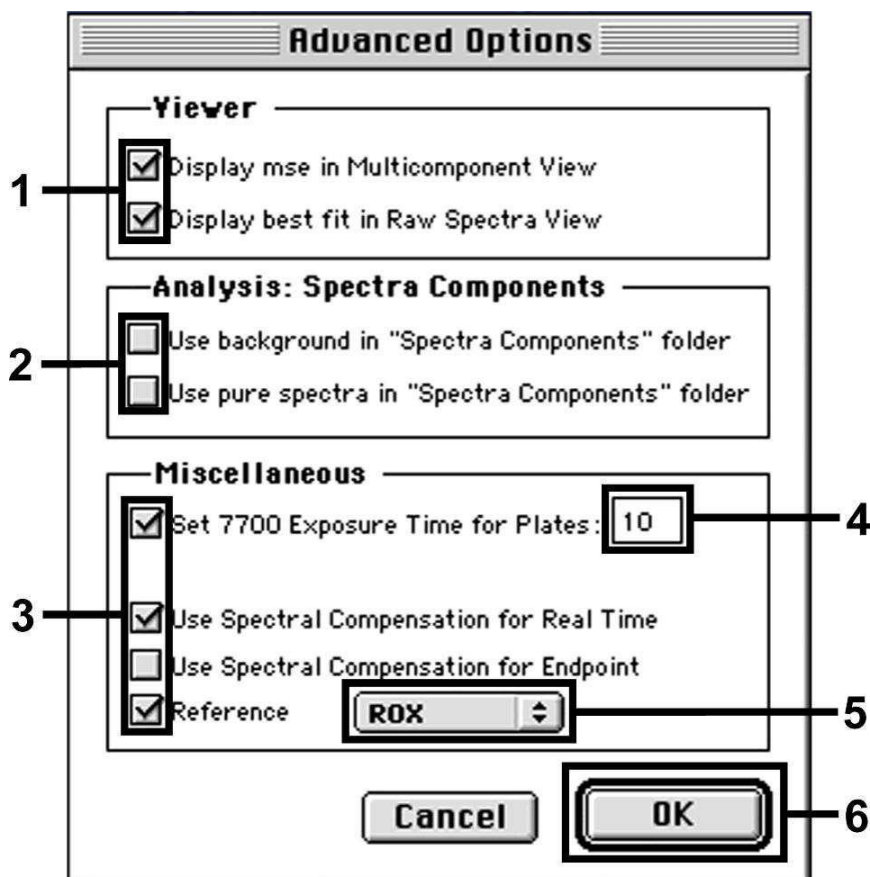 Advanced Options
Viewer
1
Display mse in Multicomponent View
Display best fit in Raw Spectra View
Analysis: Spectra Components
2
Use background in "Spectra Components" folder
Use pure spectra in "Spectra Components" folder
Miscellaneous
Set 7700 Exposure Time for Plates: 10 4
3
Use Spectral Compensation for Real Time
Use Spectral Compensation for Endpoint
Reference ROX 5
Cancel OK 6